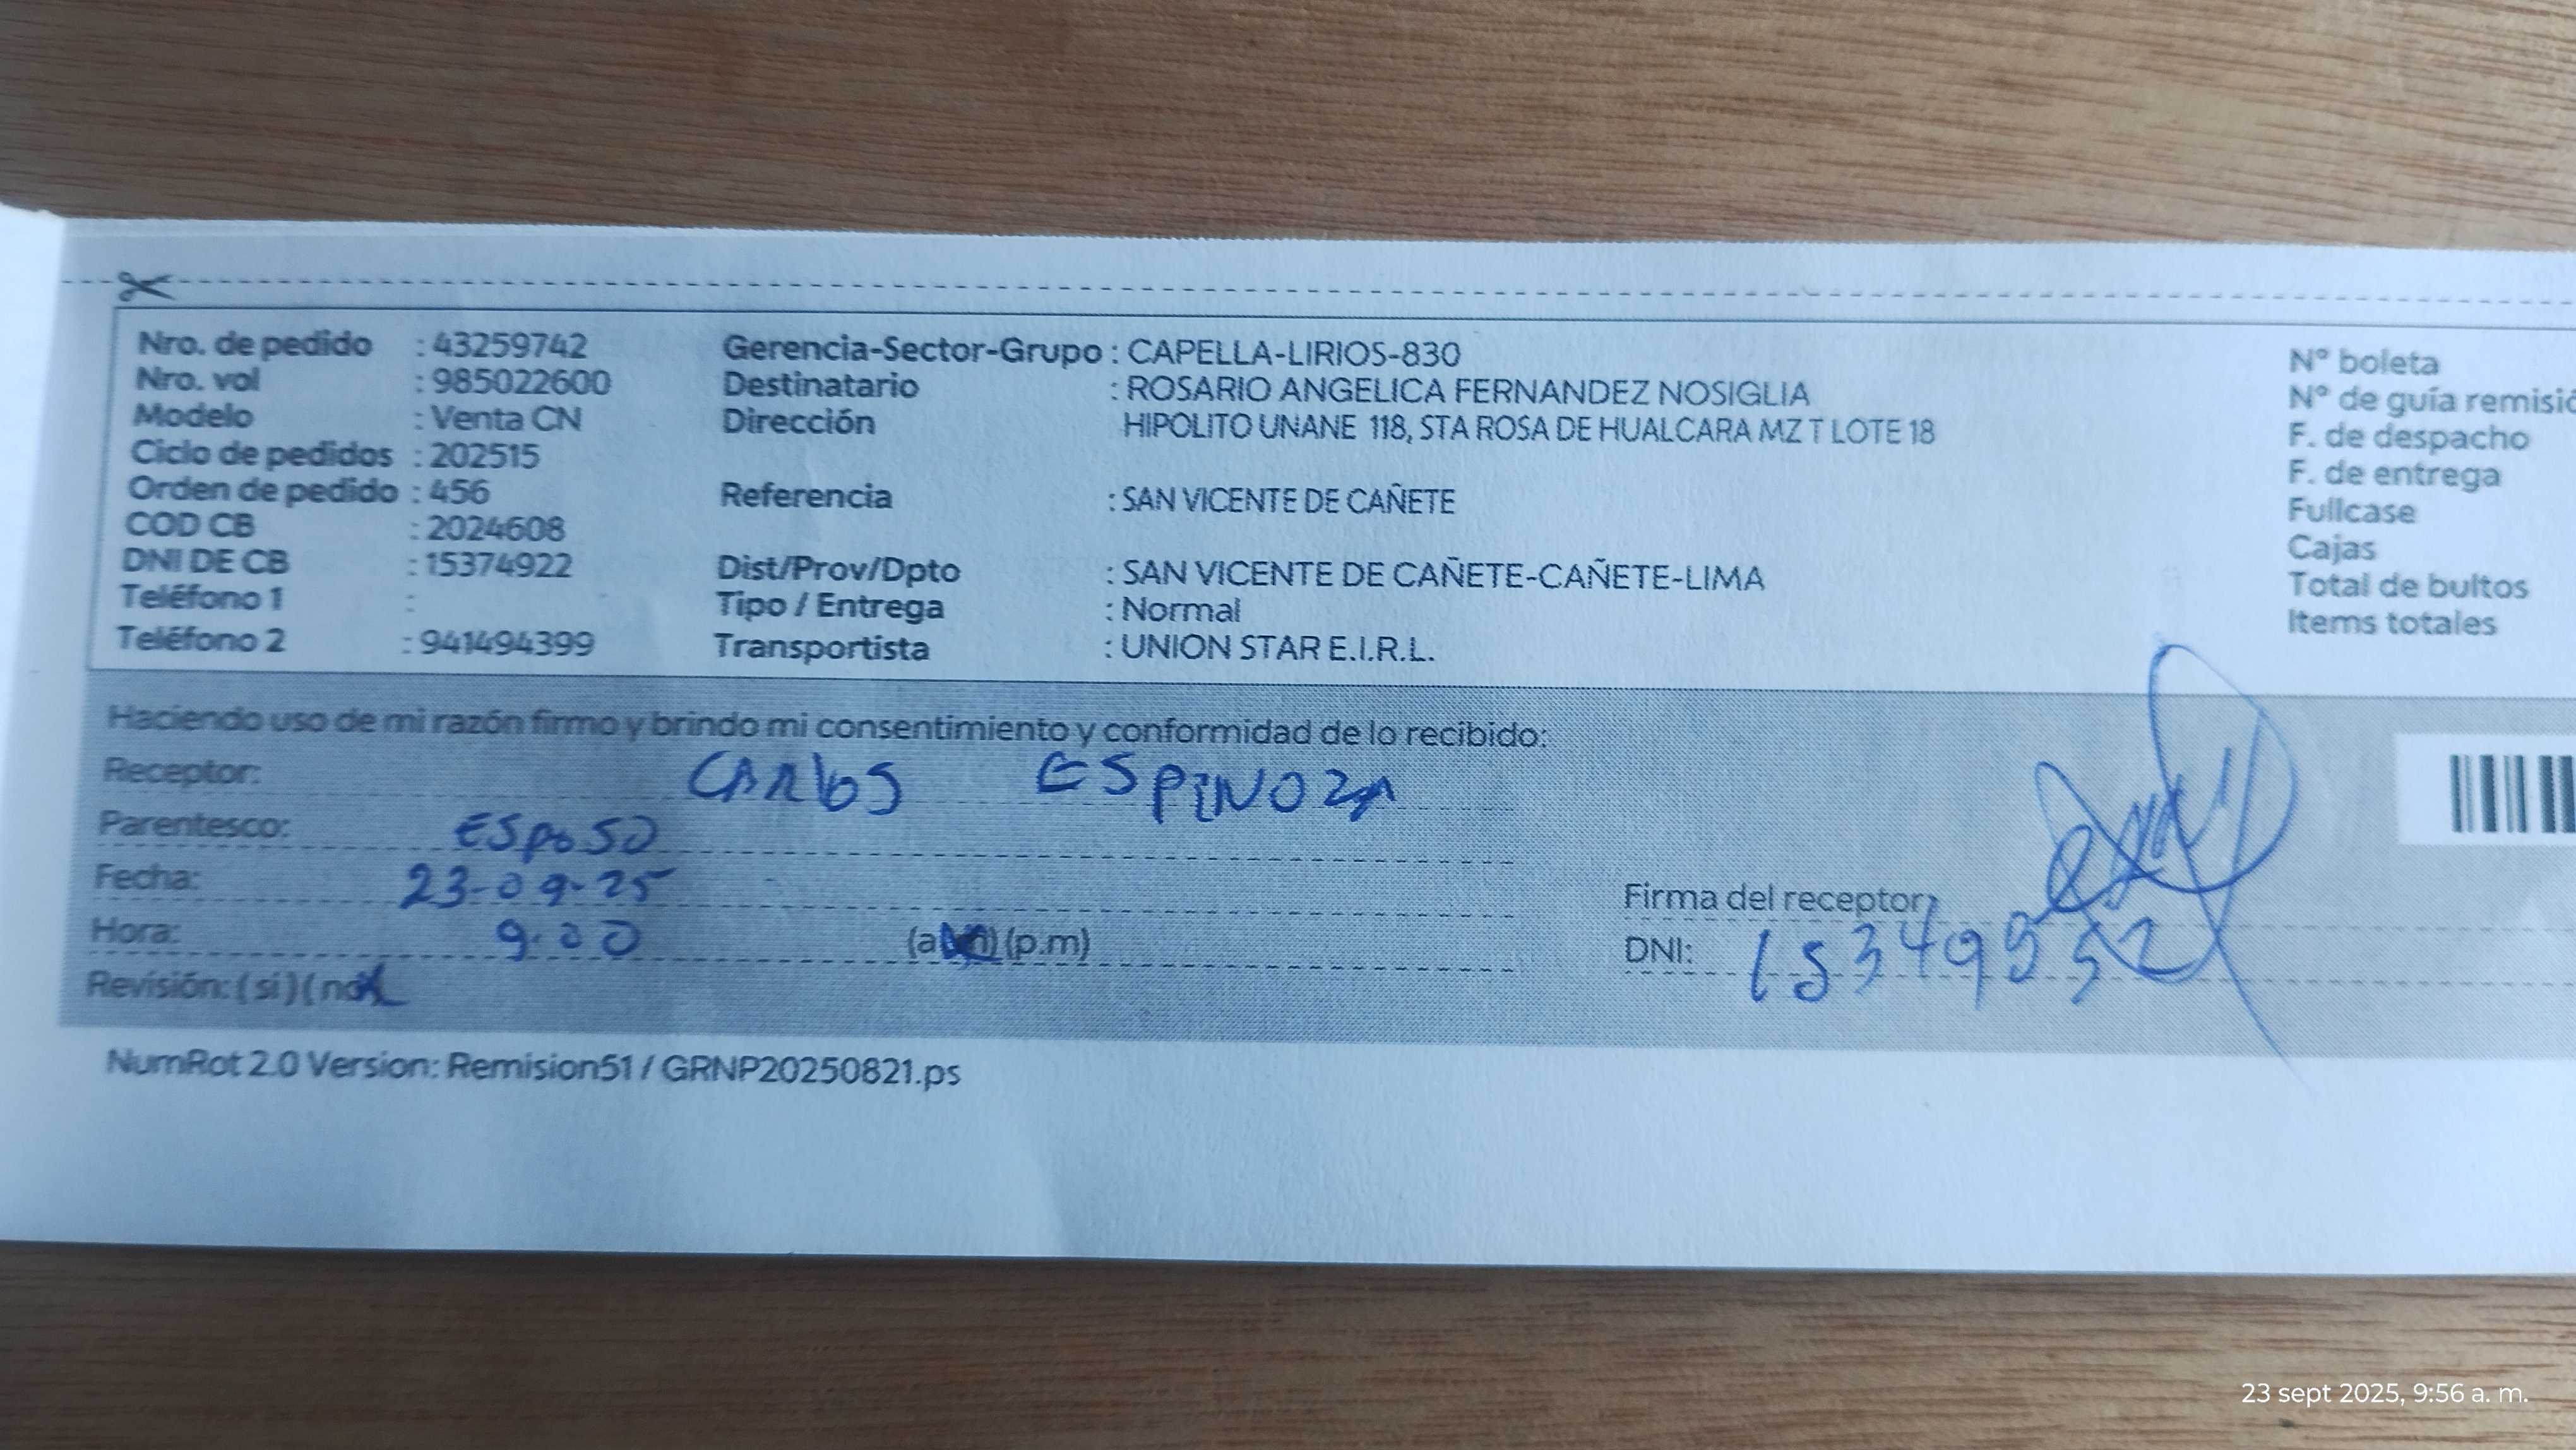 Nro. de pedido : 43259742 Gerencia-Sector-Grupo : CAPELLA-LIRIOS-830 N° boleta
Nro. vol : 985022600 Destinatario : ROSARIO ANGELICA FERNANDEZ NOSIGLIA N° de guía remisió
Modelo : Venta CN Dirección HIPOLITO UNANE 118, STA ROSA DE HUALCARA MZ T LOTE 18 F. de despacho
Ciclo de pedidos : 202515 F. de entrega
Orden de pedido : 456 Referencia : SAN VICENTE DE CAÑETE Fullcase
COD CB : 2024608 Cajas
DNI DE CB : 15374922 Dist/Prov/Dpto : SAN VICENTE DE CAÑETE-CAÑETE-LIMA Total de bultos
Teléfono 1 : Tipo / Entrega : Normal Items totales
Teléfono 2 : 941494399 Transportista : UNION STAR E.I.R.L.
Haciendo uso de mi razón firmo y brindo mi consentimiento y conformidad de lo recibido:
Receptor: CARlOS ESPINOZA
Parentesco: ESpoSO
Fecha: 23-09-25
Firma del receptor
Hora: 9.00 (a.m) (p.m)
DNI: 15349952
Revisión: ( si ) ( no
NumRot 2.0 Version: Remision51 / GRNP20250821.ps
23 sept 2025, 9:56 a. m.